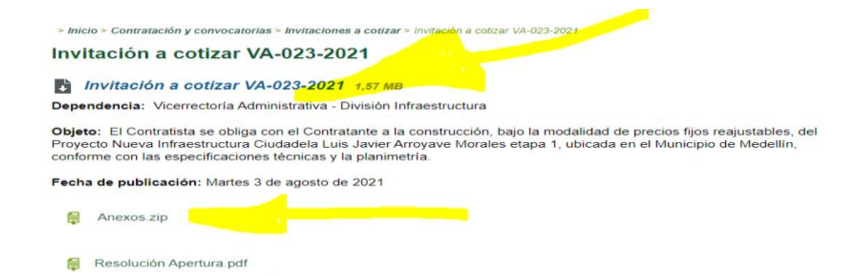 > Inicio > Contratación y convocatorias > Invitaciones a cotizar > Invitación a cotizar VA-023-2021
Invitación a cotizar VA-023-2021
Invitación a cotizar VA-023-2021 1,57 MB
Dependencia: Vicerrectoría Administrativa - División Infraestructura
Objeto: El Contratista se obliga con el Contratante a la construcción, bajo la modalidad de precios fijos reajustables, del
Proyecto Nueva Infraestructura Ciudadela Luis Javier Arroyave Morales etapa 1, ubicada en el Municipio de Medellín,
conforme con las especificaciones técnicas y la planimetría.
Fecha de publicación: Martes 3 de agosto de 2021
Anexos.zip
Resolución Apertura.pdf